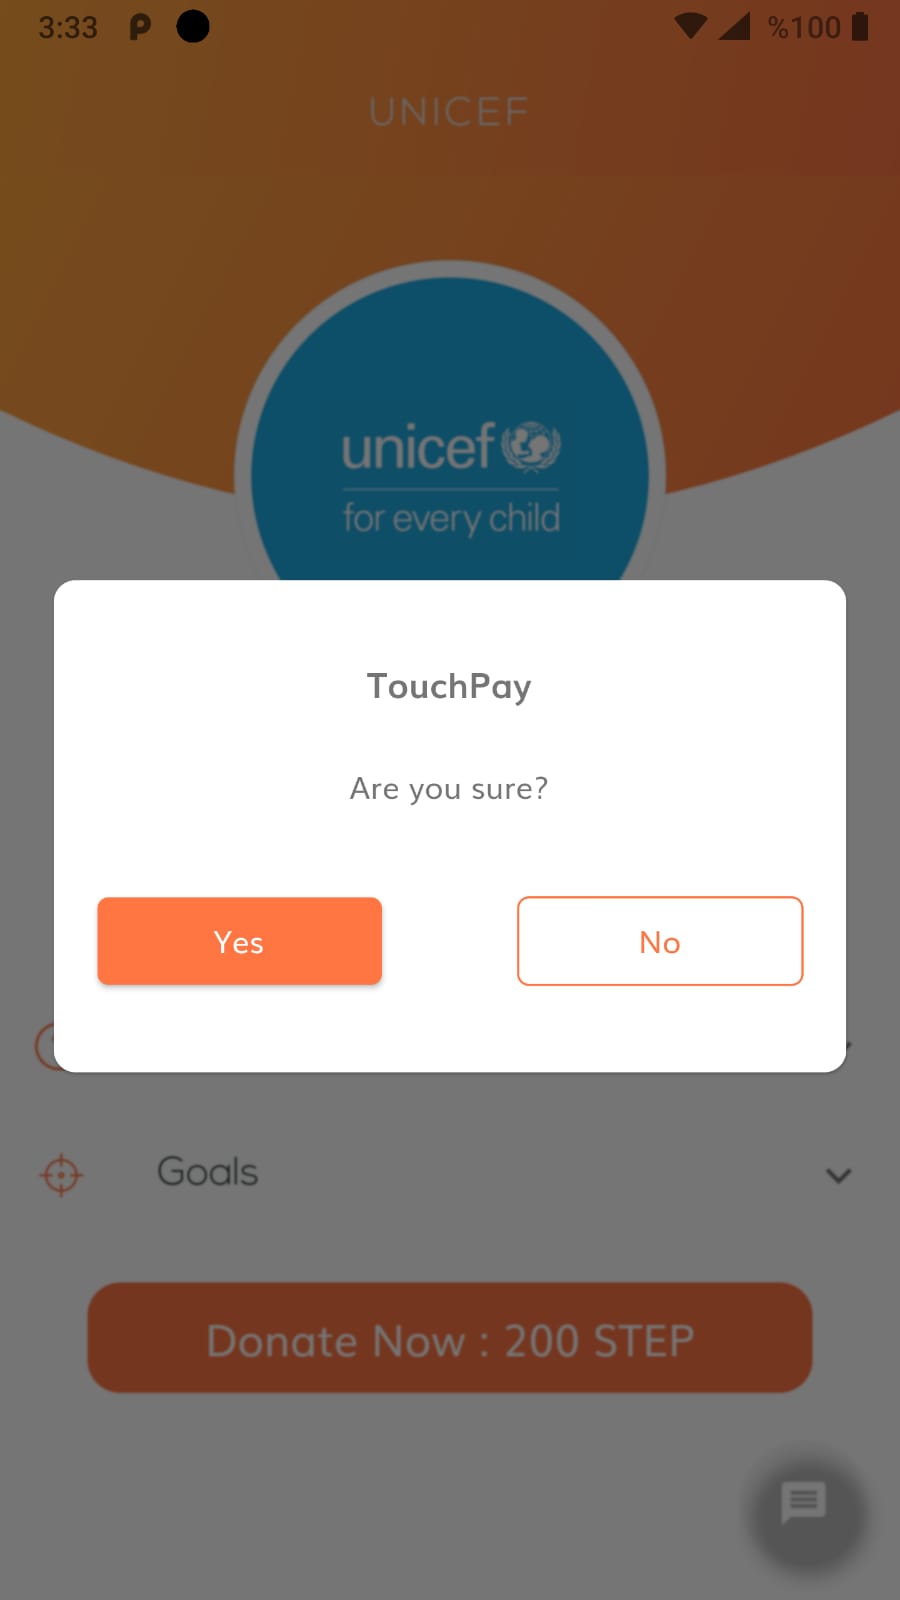 3:33 %100
UNICEF
unicef
for every child
TouchPay
Are you sure?
Yes
No
Goals
Donate Now : 200 STEP